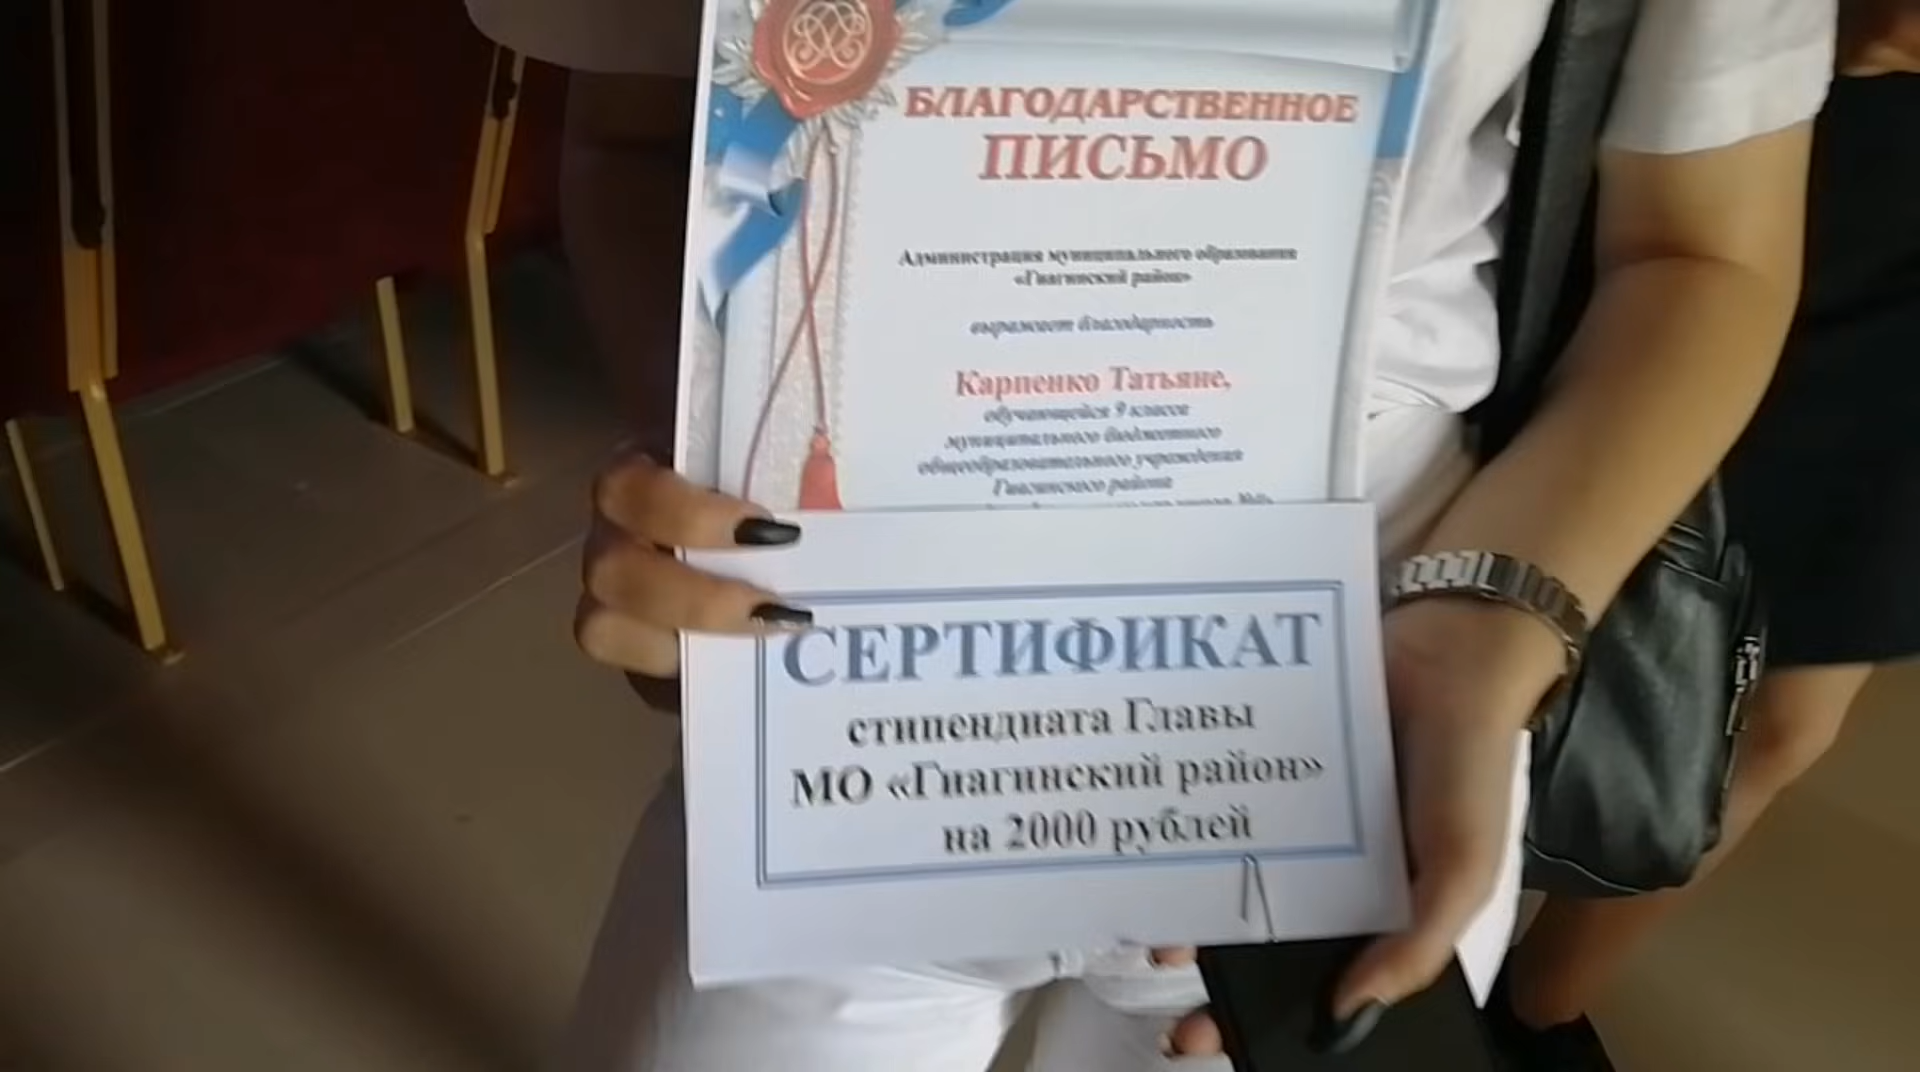 БЛАГОДАРСТВЕННОЕ
ПИСЬМО
Администрация муниципального образования
«Гиагинский район»
выражает благодарность
Карпенко Татьяне,
обучающейся 9 класса
муниципального бюджетного
общеобразовательного учреждения
Гиагинского района
СЕРТИФИКАТ
стипендиата Главы
МО «Гиагинский район»
на 2000 рублей